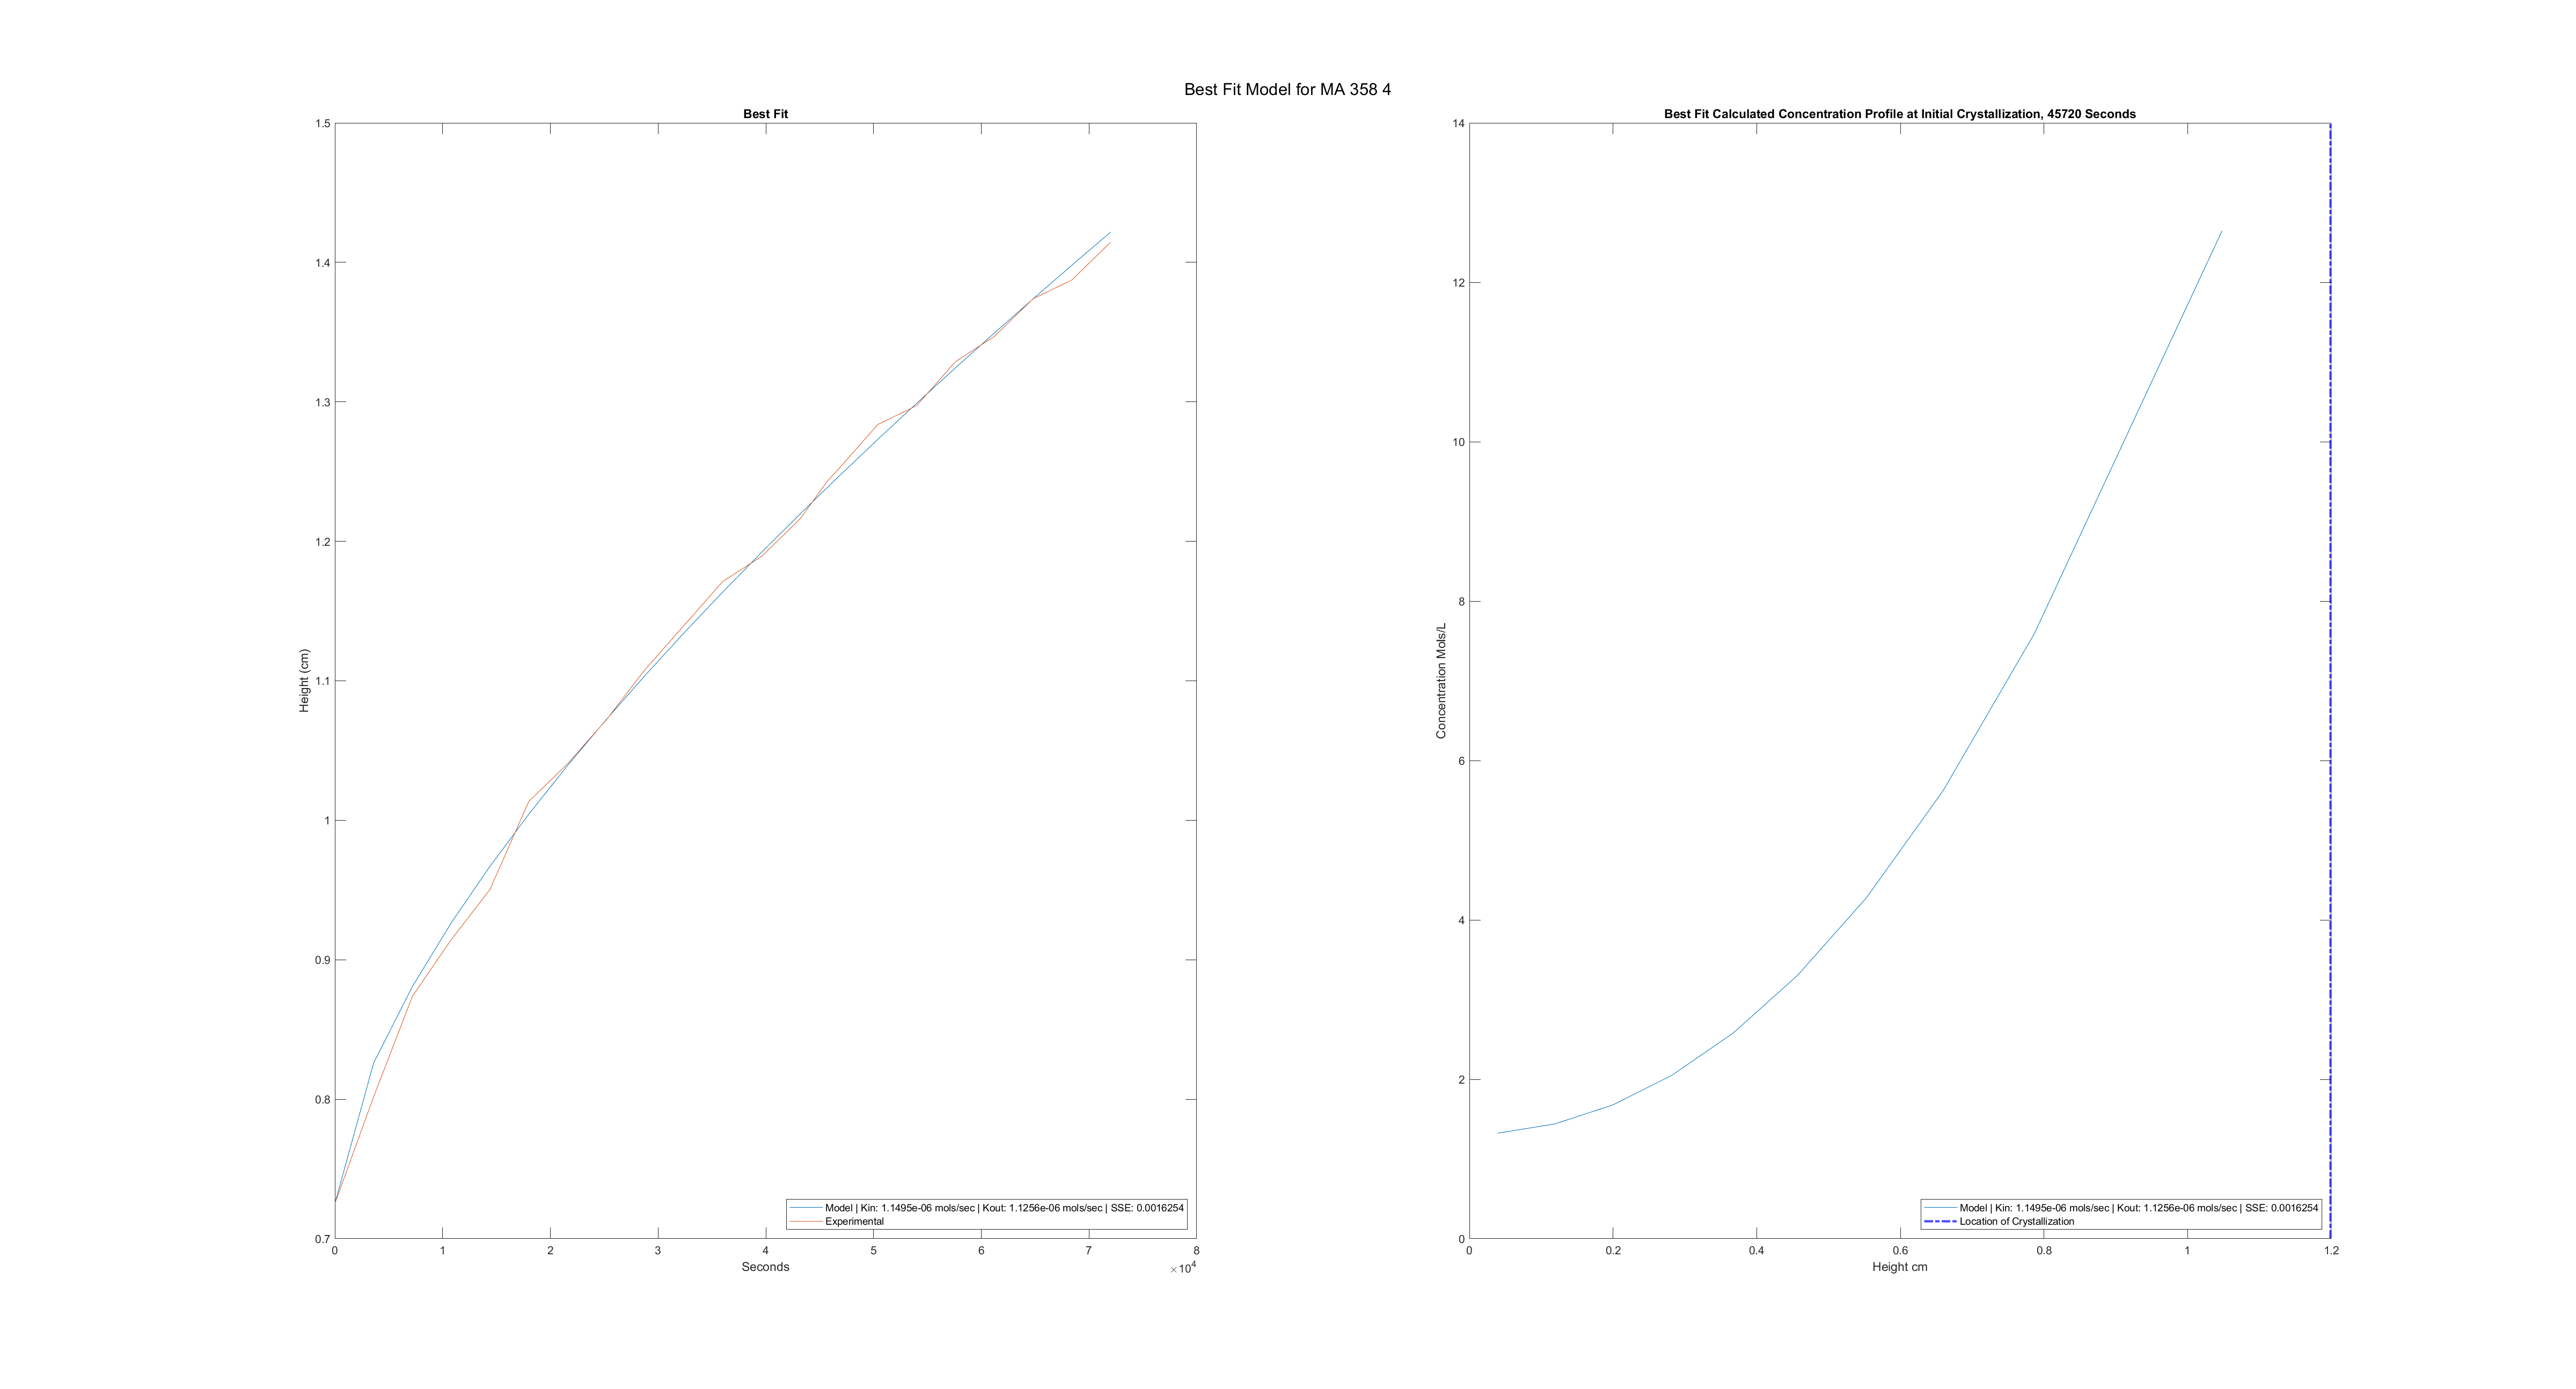 Best Fit Model for MA 358 4
Best Fit
1.5
1.4
1.3
1.2
1.1
1
0.9
0.8
0.7
Height (cm)
0 1 2 3 4 5 6 7 8
Seconds
×10⁴
Model | Kin: 1.1495e-06 mols/sec | Kout: 1.1256e-06 mols/sec | SSE: 0.0016254
Experimental
Best Fit Calculated Concentration Profile at Initial Crystallization, 45720 Seconds
14
12
10
8
6
4
2
0
Concentration Mols/L
0 0.2 0.4 0.6 0.8 1 1.2
Height cm
Model | Kin: 1.1495e-06 mols/sec | Kout: 1.1256e-06 mols/sec | SSE: 0.0016254
Location of Crystallization